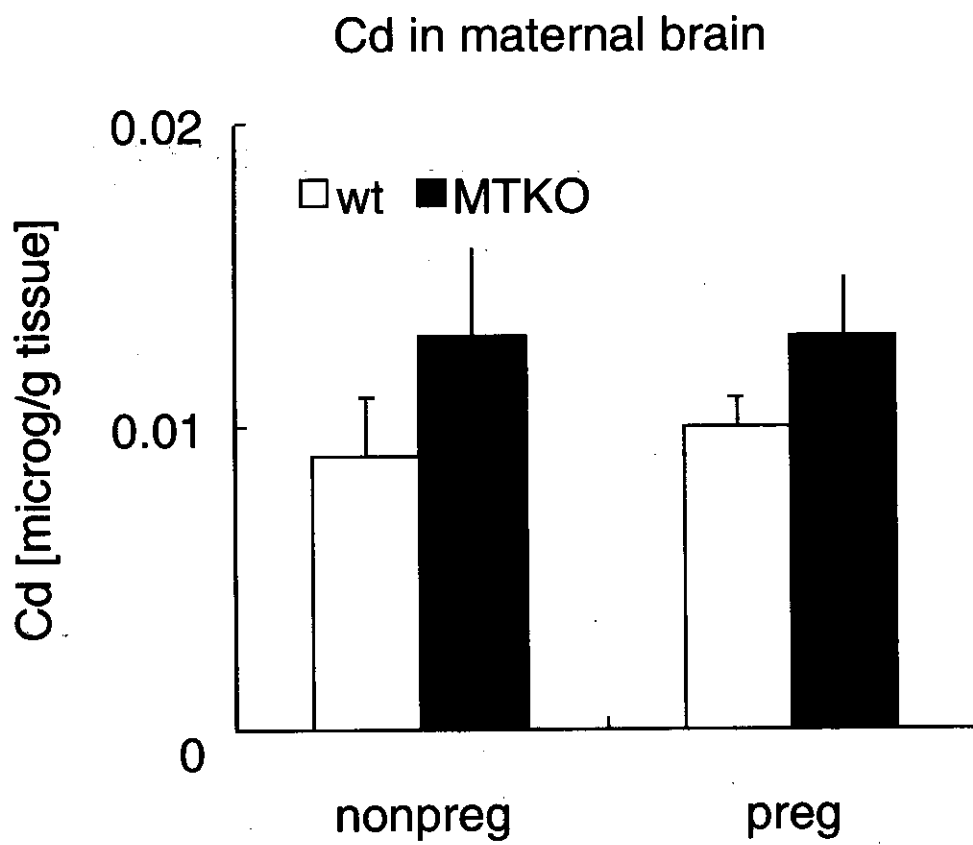 Cd in maternal brain
0.02
wt MTKO
Cd [microg/g tissue]
0.01
0
nonpreg preg